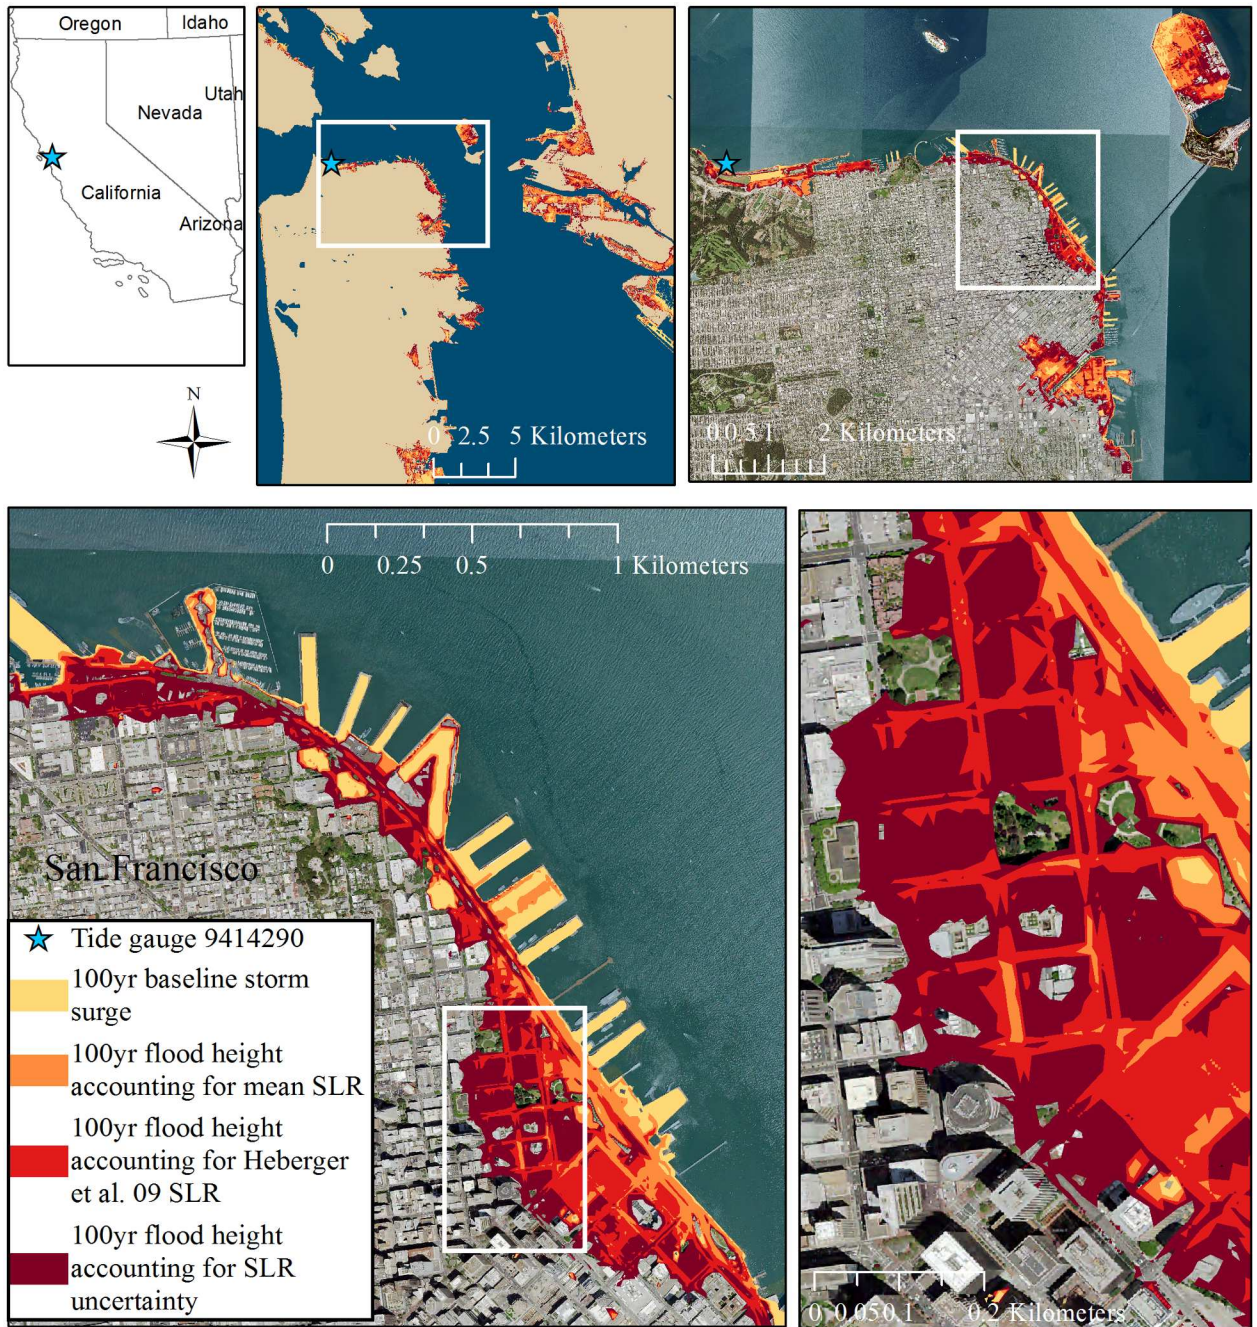 Oregon
Idaho
Utah
Nevada
California
Arizona
N
0 2.5 5 Kilometers
0 0.5 1 2 Kilometers
0 0.25 0.5 1 Kilometers
San Francisco
Tide gauge 9414290
100yr baseline storm
surge
100yr flood height
accounting for mean SLR
100yr flood height
accounting for Heberger
et al. 09 SLR
100yr flood height
accounting for SLR
uncertainty
0 0.05 0.1 0.2 Kilometers